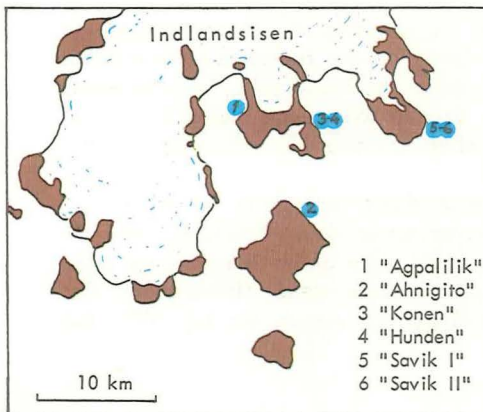 Indlandsisen
1
3-4
5-6
2
1 "Agpalilik"
2 "Ahnigito"
3 "Konen"
4 "Hunden"
5 "Savik I"
6 "Savik II"
10 km